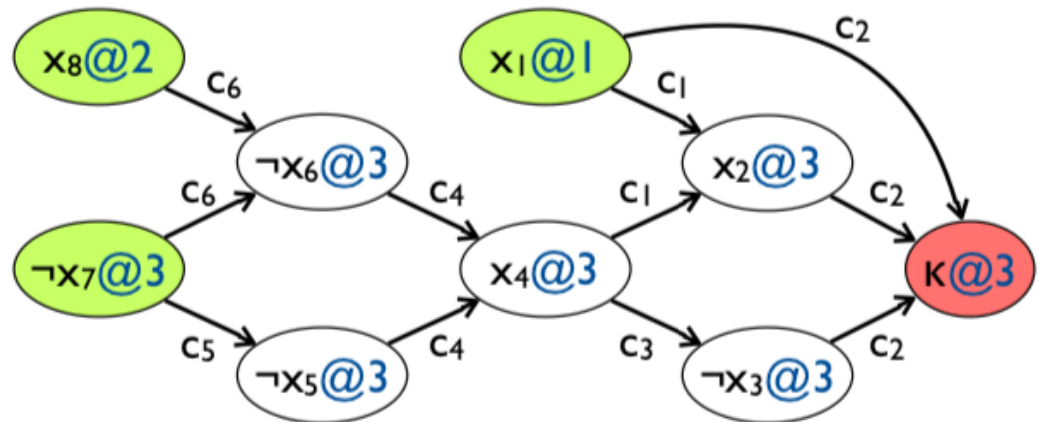 x₈@2
x₁@1
c₂
c₆
c₁
¬x₆@3
x₂@3
c₆
c₄
c₁
c₂
¬x₇@3
x₄@3
κ@3
c₅
c₄
c₃
c₂
¬x₅@3
¬x₃@3